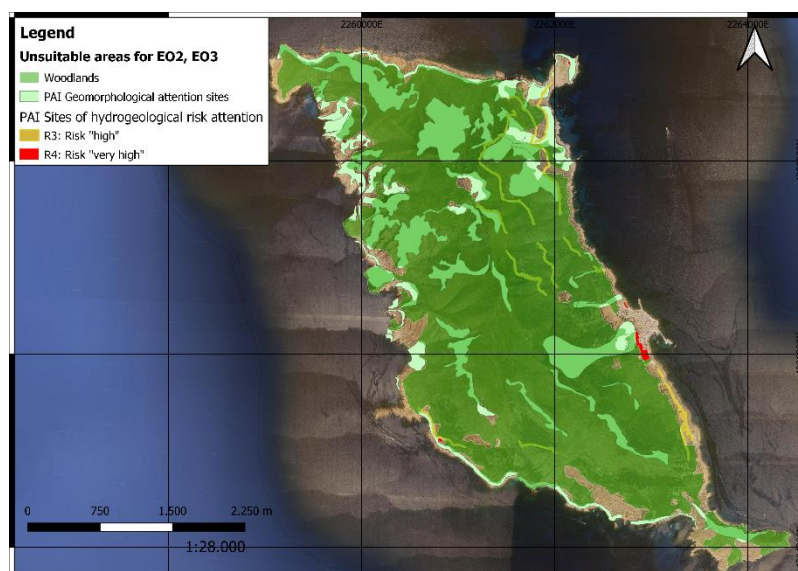 2260000E
2262000E
2264000E
Legend
Unsuitable areas for EO2, EO3
Woodlands
PAI Geomorphological attention sites
PAI Sites of hydrogeological risk attention
R3: Risk "high"
R4: Risk "very high"
0 750 1.500 2.250 m
1:28.000